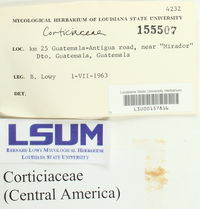 4232
MYCOLOGICAL HERBARIUM OF LOUISIANA STATE UNIVERSITY
155507
Corticiaceae
LOC. km 25 Guatemala-Antigua road, near "Mirador"
Dto. Guatemala, Guatemala
LEG. B. Lowy 1-VII-1963
DET.
Louisiana State University Herbarium
LSU00157816
LSUM
BERNARD LOWY MYCOLOGICAL HERBARIUM
LOUISIANA STATE UNIVERSITY
Corticiaceae
(Central America)